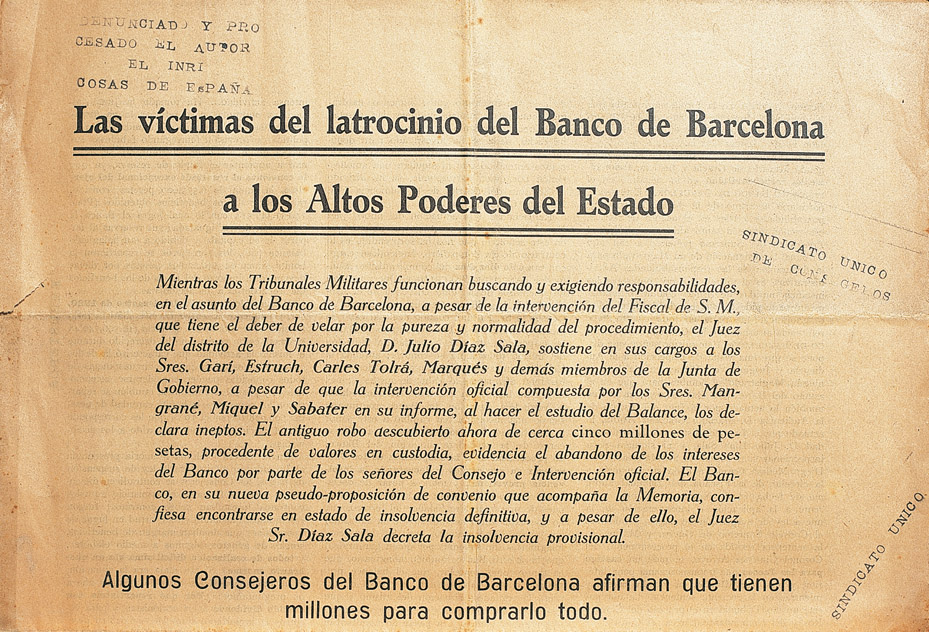 DENUNCIADO Y PRO
CESADO EL AUTOR
EL INRI
COSAS DE EsPAÑA
Las víctimas del latrocinio del Banco de Barcelona
a los Altos Poderes del Estado
SINDICATO UNICO
DE CONSGELOS
Mientras los Tribunales Militares funcionan buscando y exigiendo responsabilidades,
en el asunto del Banco de Barcelona, a pesar de la intervención del Fiscal de S. M.,
que tiene el deber de velar por la pureza y normalidad del procedimiento, el Juez
del distrito de la Universidad, D. Julio Díaz Sala, sostiene en sus cargos a los
Sres. Garí, Estruch, Carles Tolrá, Marqués y demás miembros de la Junta de
Gobierno, a pesar de que la intervención oficial compuesta por los Sres. Man-
grané, Miquel y Sabater en su informe, al hacer el estudio del Balance, los de-
clara ineptos. El antiguo robo aescubierto ahora de cerca cinco millones de pe-
setas, procedente de valores en custodia, evidencia el abandono de los intereses
del Banco por parte de los señores del Consejo e Intervención oficial. El Ban-
co, en su nueva pseudo-proposición de convenio que acompaña la Memoria, con-
fiesa encontrarse en estado de insolvencia definitiva, y a pesar de ello, el Juez
Sr. Díaz Sala decreta la insolvencia provisional.
SINDICATO UNICO.
Algunos Consejeros del Banco de Barcelona afirman que tienen
millones para comprarlo todo.